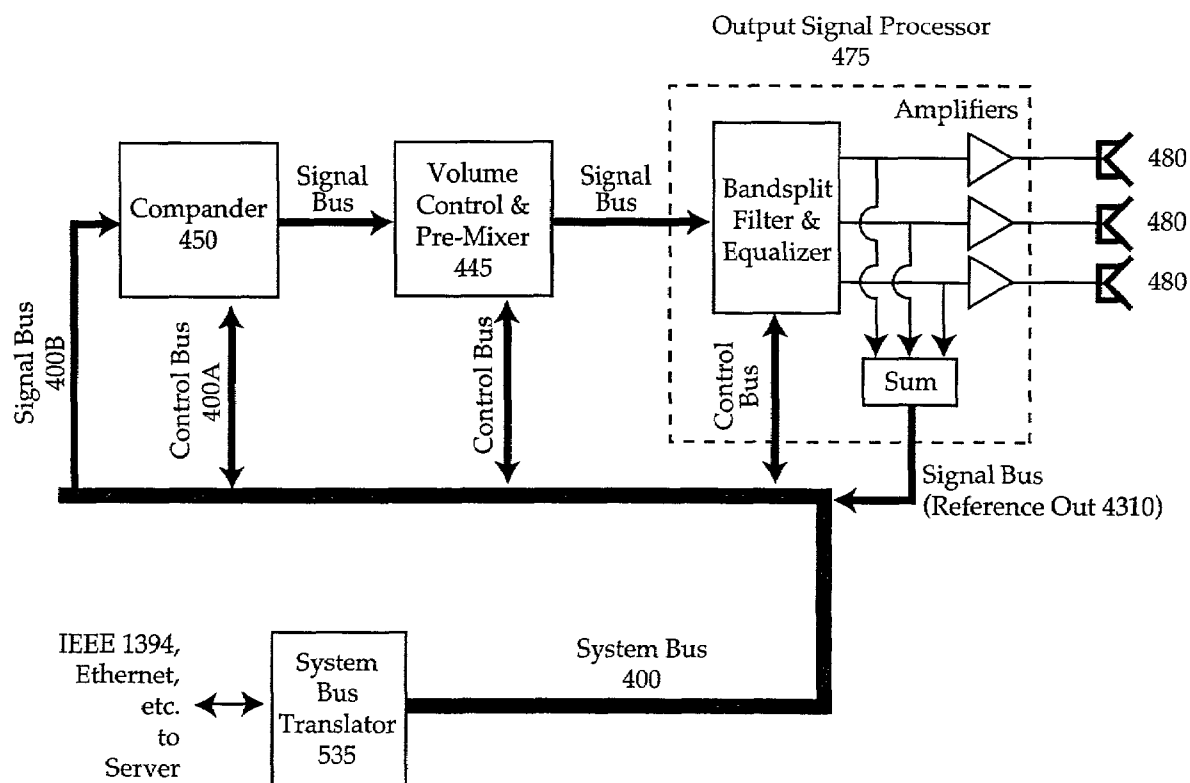 Output Signal Processor
475
Amplifiers
Compander
450
Signal
Bus
Volume
Control &
Pre-Mixer
445
Signal
Bus
Bandsplit
Filter &
Equalizer
480
480
480
Sum
Signal Bus
400B
Control Bus
400A
Control Bus
Control
Bus
Signal Bus
(Reference Out 4310)
IEEE 1394,
Ethernet,
etc.
to
Server
System
Bus
Translator
535
System Bus
400